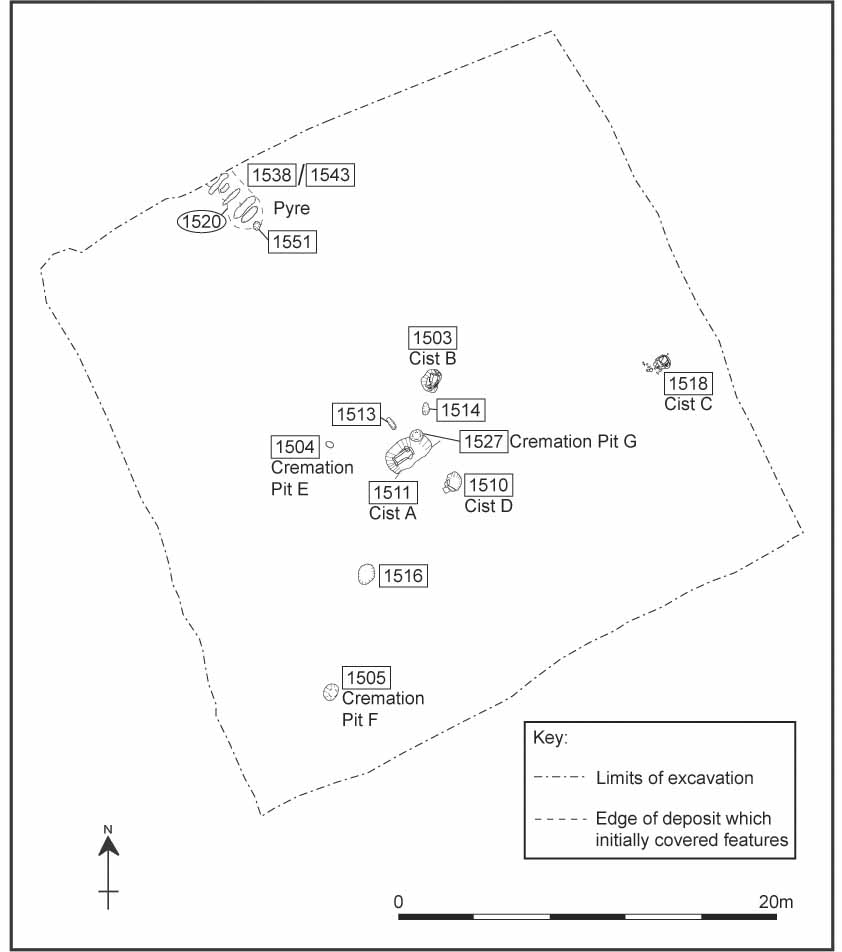 1538 / 1543
Pyre
1520
1551
1503
Cist B
1518
Cist C
1513
1514
1527 Cremation Pit G
1504
Cremation
Pit E
1511
Cist A
1510
Cist D
1516
1505
Cremation
Pit F
Key:
Limits of excavation
Edge of deposit which
initially covered features
N
0 20m